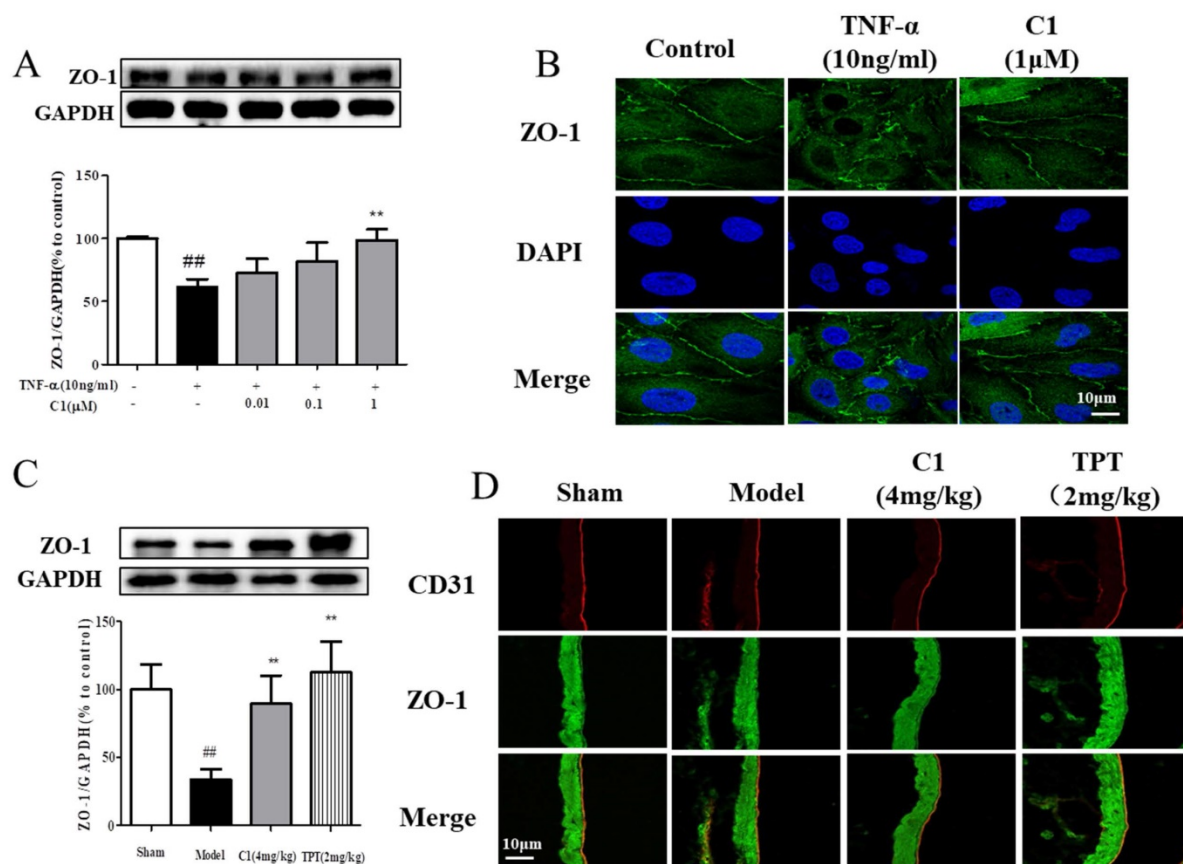 A
ZO-1
GAPDH
ZO-1/GAPDH(% to control)
150
100
50
0
##
**
TNF-α(10ng/ml) - + + + +
C1(μM) - - 0.01 0.1 1
B
Control
TNF-α
(10ng/ml)
C1
(1μM)
ZO-1
DAPI
Merge
10μm
C
ZO-1
GAPDH
ZO-1/GAPDH(% to control)
150
100
50
0
##
**
**
Sham Model C1(4mg/kg) TPT(2mg/kg)
D
Sham
Model
C1
(4mg/kg)
TPT
（2mg/kg)
CD31
ZO-1
Merge
10μm